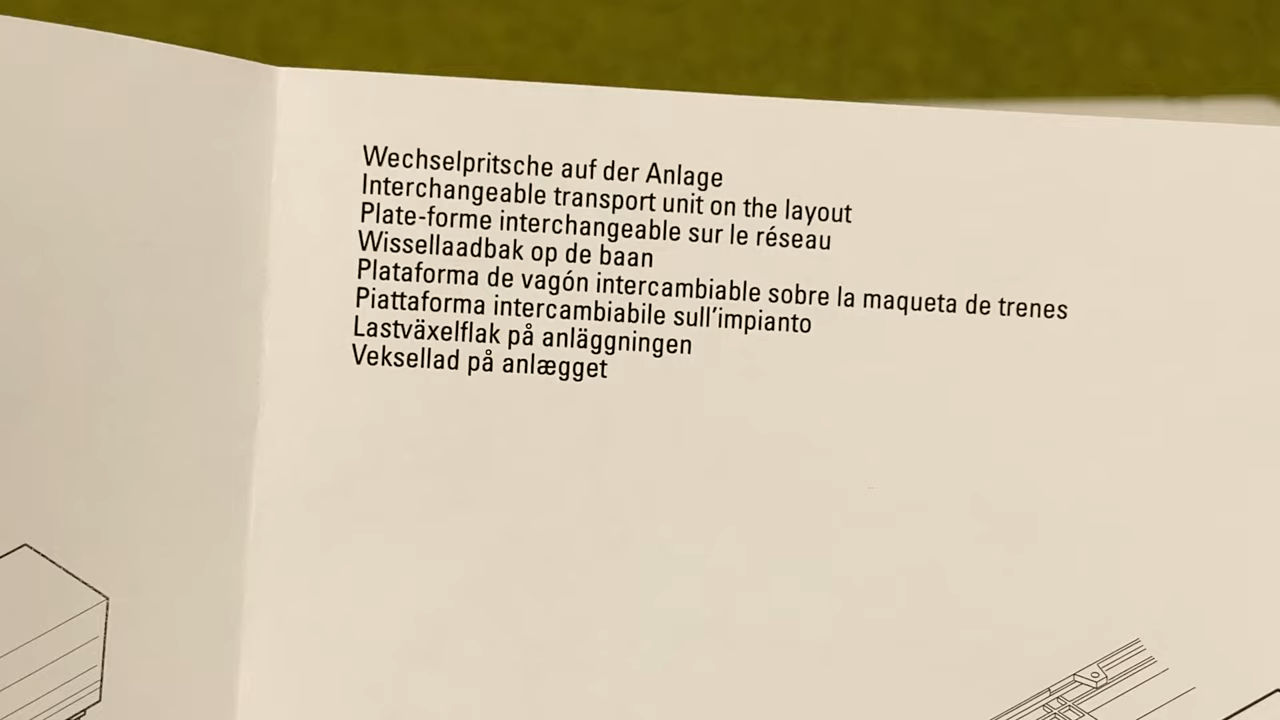 Wechselpritsche auf der Anlage
Interchangeable transport unit on the layout
Plate-forme interchangeable sur le réseau
Wissellaadbak op de baan
Plataforma de vagón intercambiable sobre la maqueta de trenes
Piattaforma intercambiabile sull'impianto
Lastväxelflak på anläggningen
Veksellad på anlægget